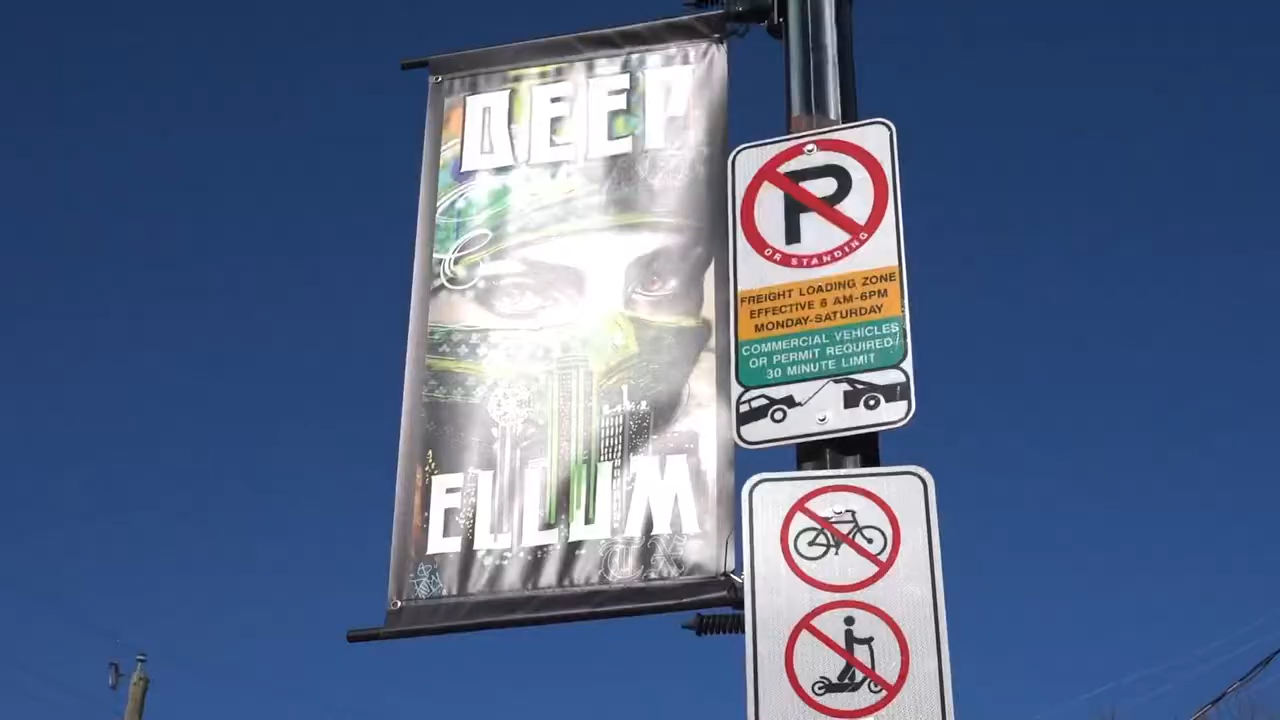 DEEP
ELLUM
TX
P
OR STANDING
FREIGHT LOADING ZONE
EFFECTIVE 6 AM-6PM
MONDAY-SATURDAY
COMMERCIAL VEHICLES
OR PERMIT REQUIRED/
30 MINUTE LIMIT